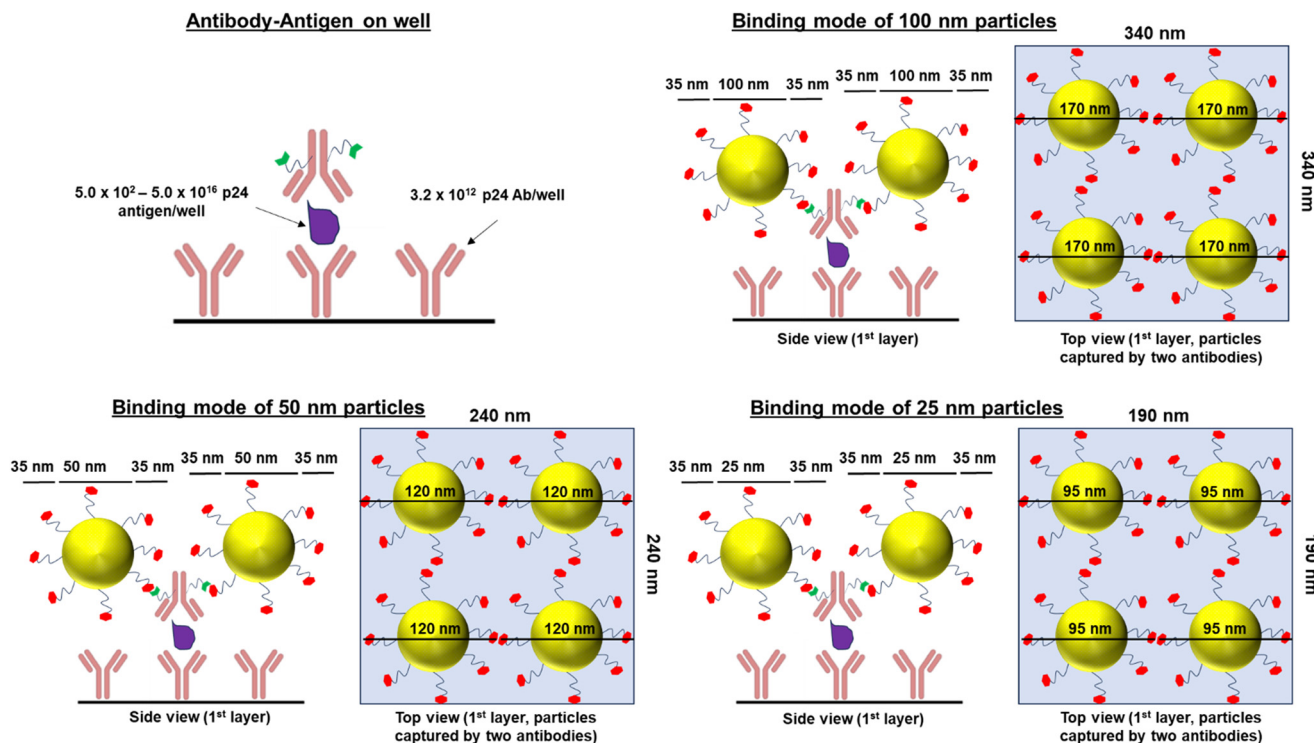 Antibody-Antigen on well
5.0 x 10² – 5.0 x 10¹⁶ p24
antigen/well
3.2 x 10¹² p24 Ab/well
Binding mode of 100 nm particles
35 nm 100 nm 35 nm
35 nm 100 nm 35 nm
Side view (1st layer)
340 nm
340 nm
170 nm 170 nm
170 nm 170 nm
Top view (1st layer, particles
captured by two antibodies)
Binding mode of 50 nm particles
35 nm 50 nm 35 nm
35 nm 50 nm 35 nm
Side view (1st layer)
240 nm
240 nm
120 nm 120 nm
120 nm 120 nm
Top view (1st layer, particles
captured by two antibodies)
Binding mode of 25 nm particles
35 nm 25 nm 35 nm
35 nm 25 nm 35 nm
Side view (1st layer)
190 nm
190 nm
95 nm 95 nm
95 nm 95 nm
Top view (1st layer, particles
captured by two antibodies)